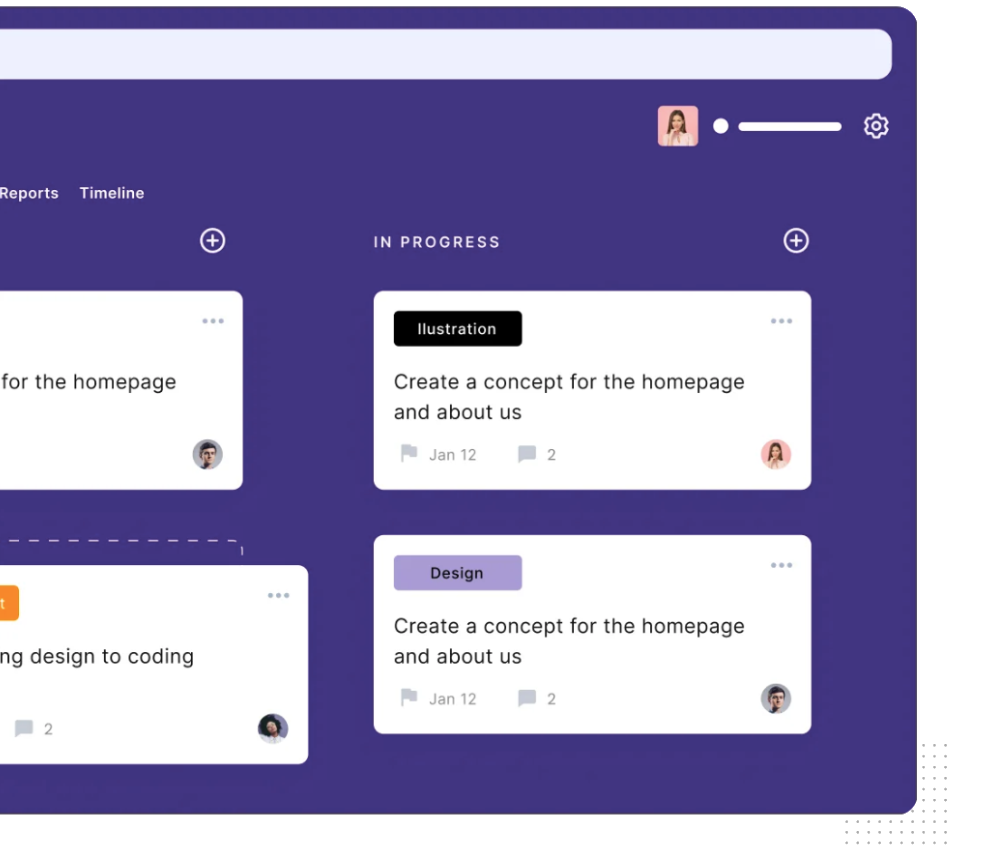 Reports Timeline
IN PROGRESS
for the homepage
t
ng design to coding
2
Ilustration
Create a concept for the homepage
and about us
Jan 12 2
Design
Create a concept for the homepage
and about us
Jan 12 2